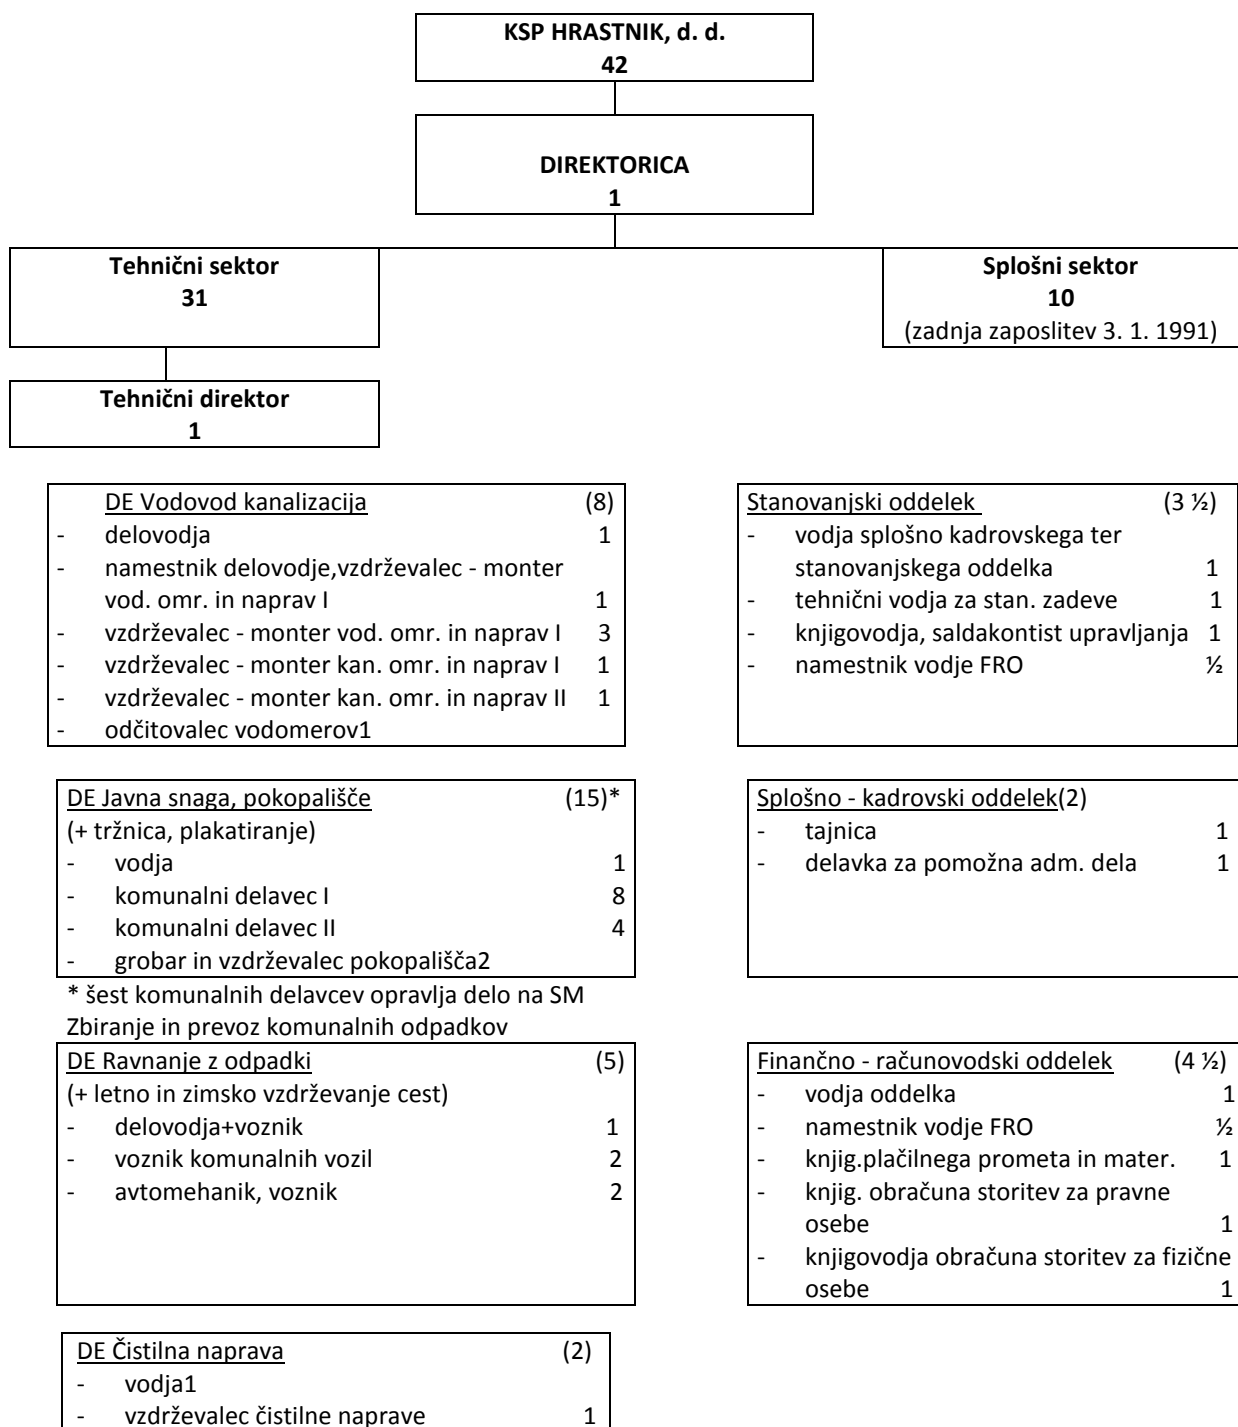 KSP HRASTNIK, d. d.
42
DIREKTORICA
1
Tehnični sektor
31
Splošni sektor
10
(zadnja zaposlitev 3. 1. 1991)
Tehnični direktor
1
DE Vodovod kanalizacija (8)
- delovodja 1
- namestnik delovodje,vzdrževalec - monter
vod. omr. in naprav I 1
- vzdrževalec - monter vod. omr. in naprav I 3
- vzdrževalec - monter kan. omr. in naprav I 1
- vzdrževalec - monter kan. omr. in naprav II 1
- odčitovalec vodomerov1
Stanovanjski oddelek (3 ½)
- vodja splošno kadrovskega ter
stanovanjskega oddelka 1
- tehnični vodja za stan. zadeve 1
- knjigovodja, saldakontist upravljanja 1
- namestnik vodje FRO ½
DE Javna snaga, pokopališče (15)*
(+ tržnica, plakatiranje)
- vodja 1
- komunalni delavec I 8
- komunalni delavec II 4
- grobar in vzdrževalec pokopališča2
* šest komunalnih delavcev opravlja delo na SM
Zbiranje in prevoz komunalnih odpadkov
Splošno - kadrovski oddelek(2)
- tajnica 1
- delavka za pomožna adm. dela 1
DE Ravnanje z odpadki (5)
(+ letno in zimsko vzdrževanje cest)
- delovodja+voznik 1
- voznik komunalnih vozil 2
- avtomehanik, voznik 2
Finančno - računovodski oddelek (4 ½)
- vodja oddelka 1
- namestnik vodje FRO ½
- knjig.plačilnega prometa in mater. 1
- knjig. obračuna storitev za pravne
osebe 1
- knjigovodja obračuna storitev za fizične
osebe 1
DE Čistilna naprava (2)
- vodja1
- vzdrževalec čistilne naprave 1